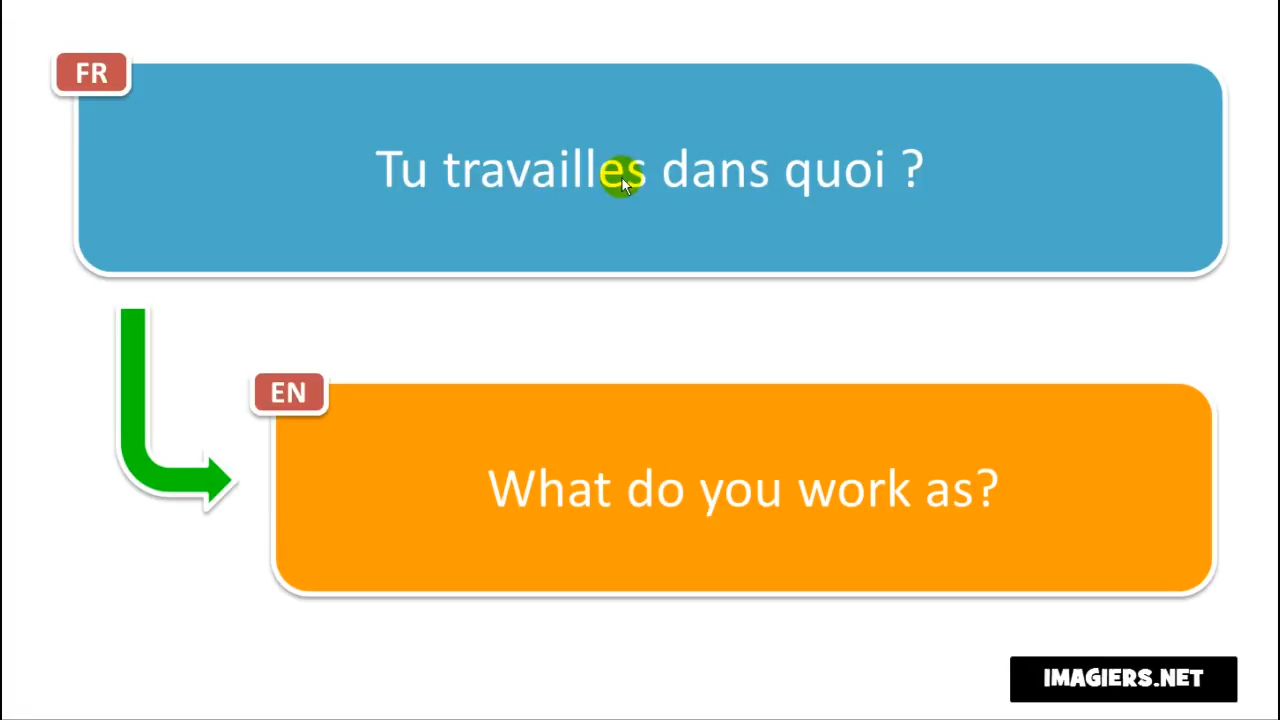 FR
Tu travailles dans quoi ?
EN
What do you work as?
IMAGIERS.NET